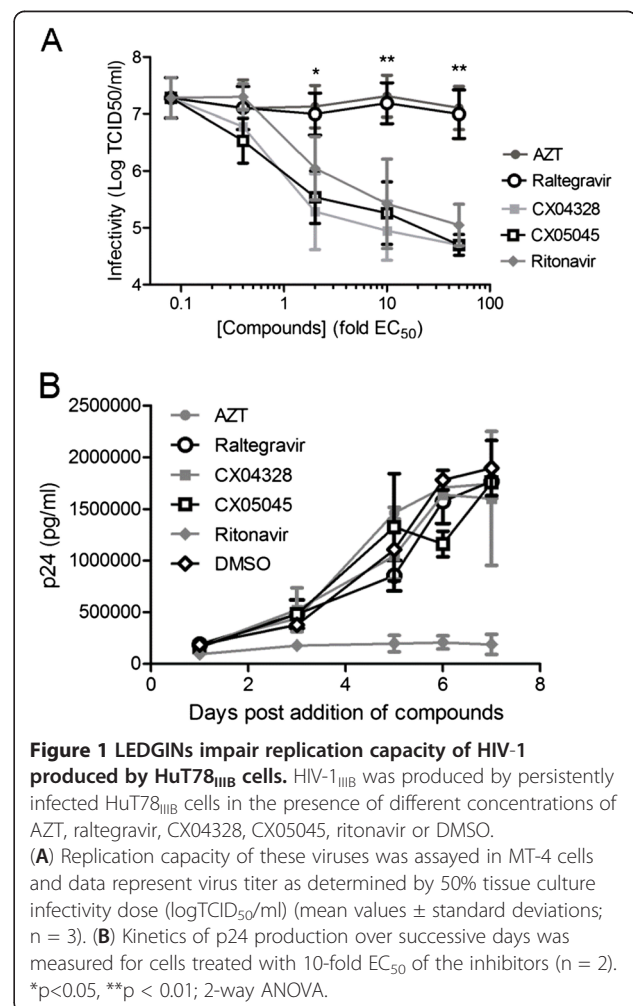 A
Infectivity (Log TCID50/ml)
8
7
6
5
4
*
**
**
0.1
1
10
100
[Compounds] (fold EC50)
AZT
Raltegravir
CX04328
CX05045
Ritonavir
B
p24 (pg/ml)
2500000
2000000
1500000
1000000
500000
0
AZT
Raltegravir
CX04328
CX05045
Ritonavir
DMSO
0
2
4
6
8
Days post addition of compounds
Figure 1 LEDGINs impair replication capacity of HIV-1
produced by HuT78IIIB cells. HIV-1IIIB was produced by persistently
infected HuT78IIIB cells in the presence of different concentrations of
AZT, raltegravir, CX04328, CX05045, ritonavir or DMSO.
(A) Replication capacity of these viruses was assayed in MT-4 cells
and data represent virus titer as determined by 50% tissue culture
infectivity dose (logTCID50/ml) (mean values ± standard deviations;
n = 3). (B) Kinetics of p24 production over successive days was
measured for cells treated with 10-fold EC50 of the inhibitors (n = 2).
*p<0.05, **p < 0.01; 2-way ANOVA.